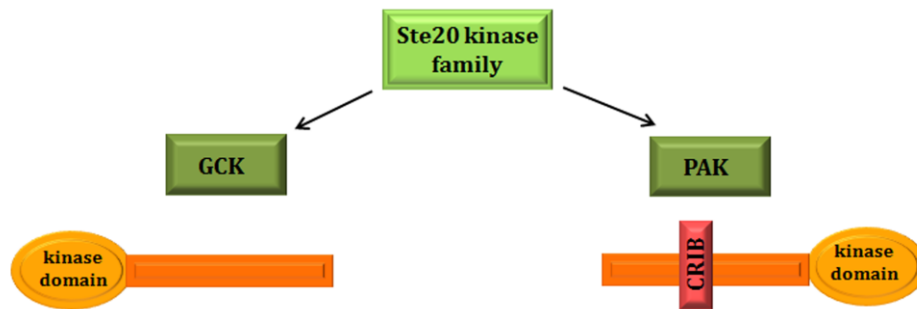 Ste20 kinase
family
GCK
PAK
kinase
domain
CRIB
kinase
domain